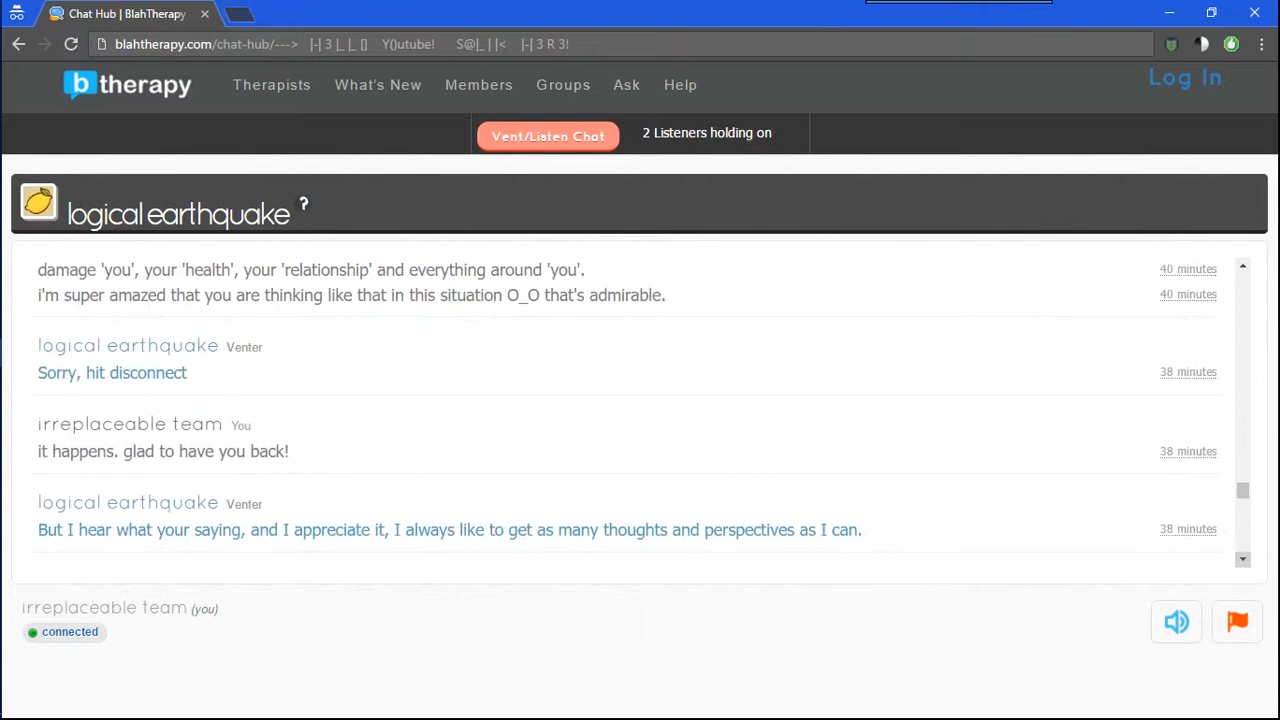 Chat Hub | BlahTherapy
blahtherapy.com/chat-hub/---> |-| 3 |_ |_ [] Y()utube! S@|_ | |< |-| 3 R 3!
btherapy Therapists What's New Members Groups Ask Help Log In
Vent/Listen Chat 2 Listeners holding on
logical earthquake ?
damage 'you', your 'health', your 'relationship' and everything around 'you'. 40 minutes
i'm super amazed that you are thinking like that in this situation O_O that's admirable. 40 minutes
logical earthquake Venter
Sorry, hit disconnect 38 minutes
irreplaceable team You
it happens. glad to have you back! 38 minutes
logical earthquake Venter
But I hear what your saying, and I appreciate it, I always like to get as many thoughts and perspectives as I can. 38 minutes
irreplaceable team (you)
connected